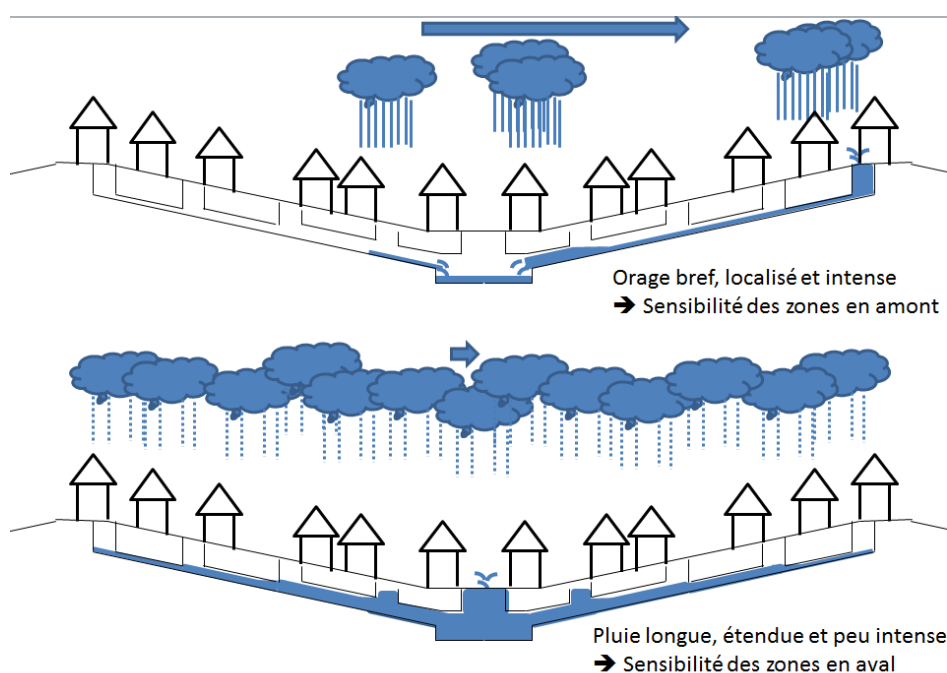 Orage bref, localisé et intense
➔ Sensibilité des zones en amont
Pluie longue, étendue et peu intense
➔ Sensibilité des zones en aval